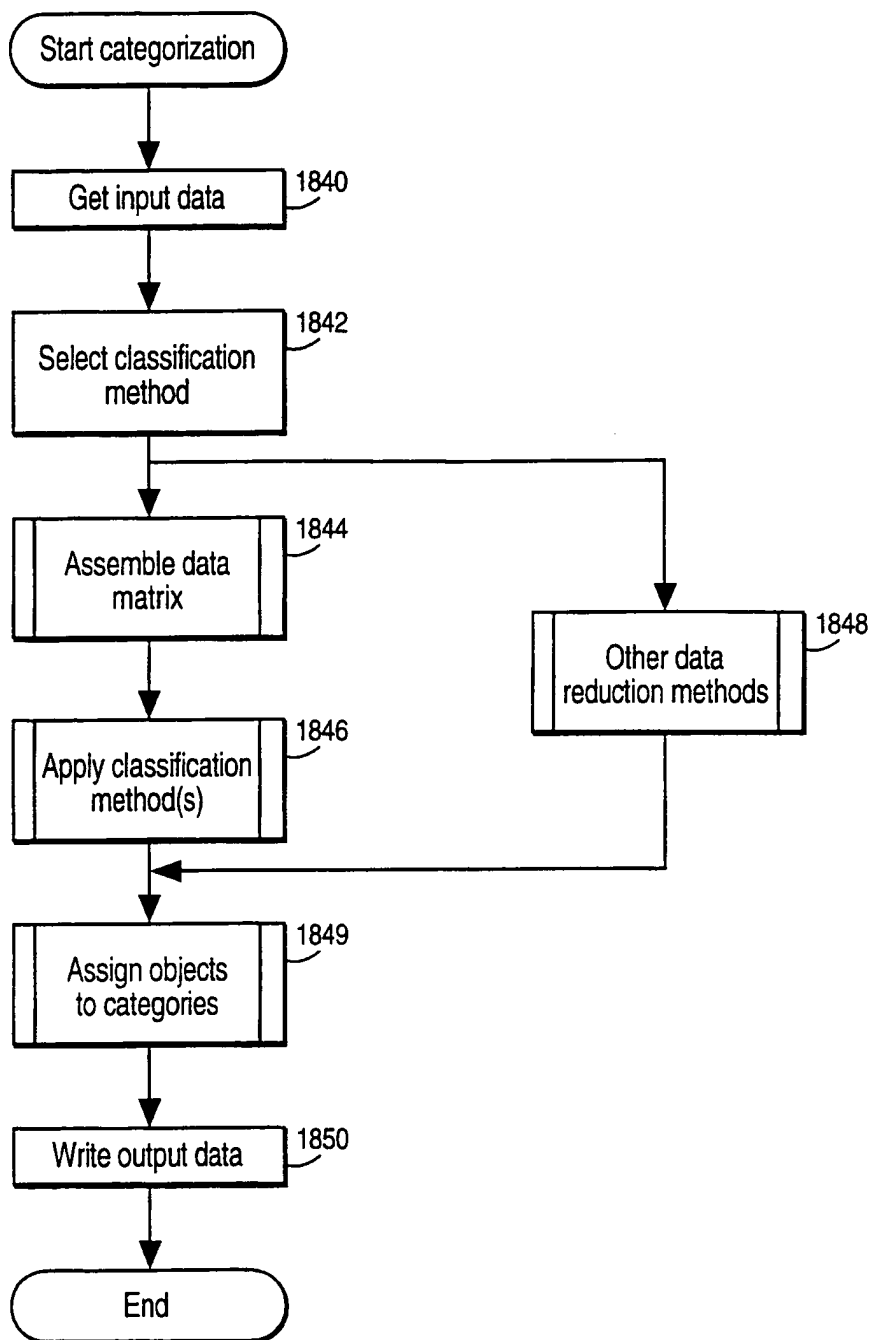 Start categorization
Get input data
1840
Select classification
method
1842
Assemble data
matrix
1844
Other data
reduction methods
1848
Apply classification
method(s)
1846
Assign objects
to categories
1849
Write output data
1850
End